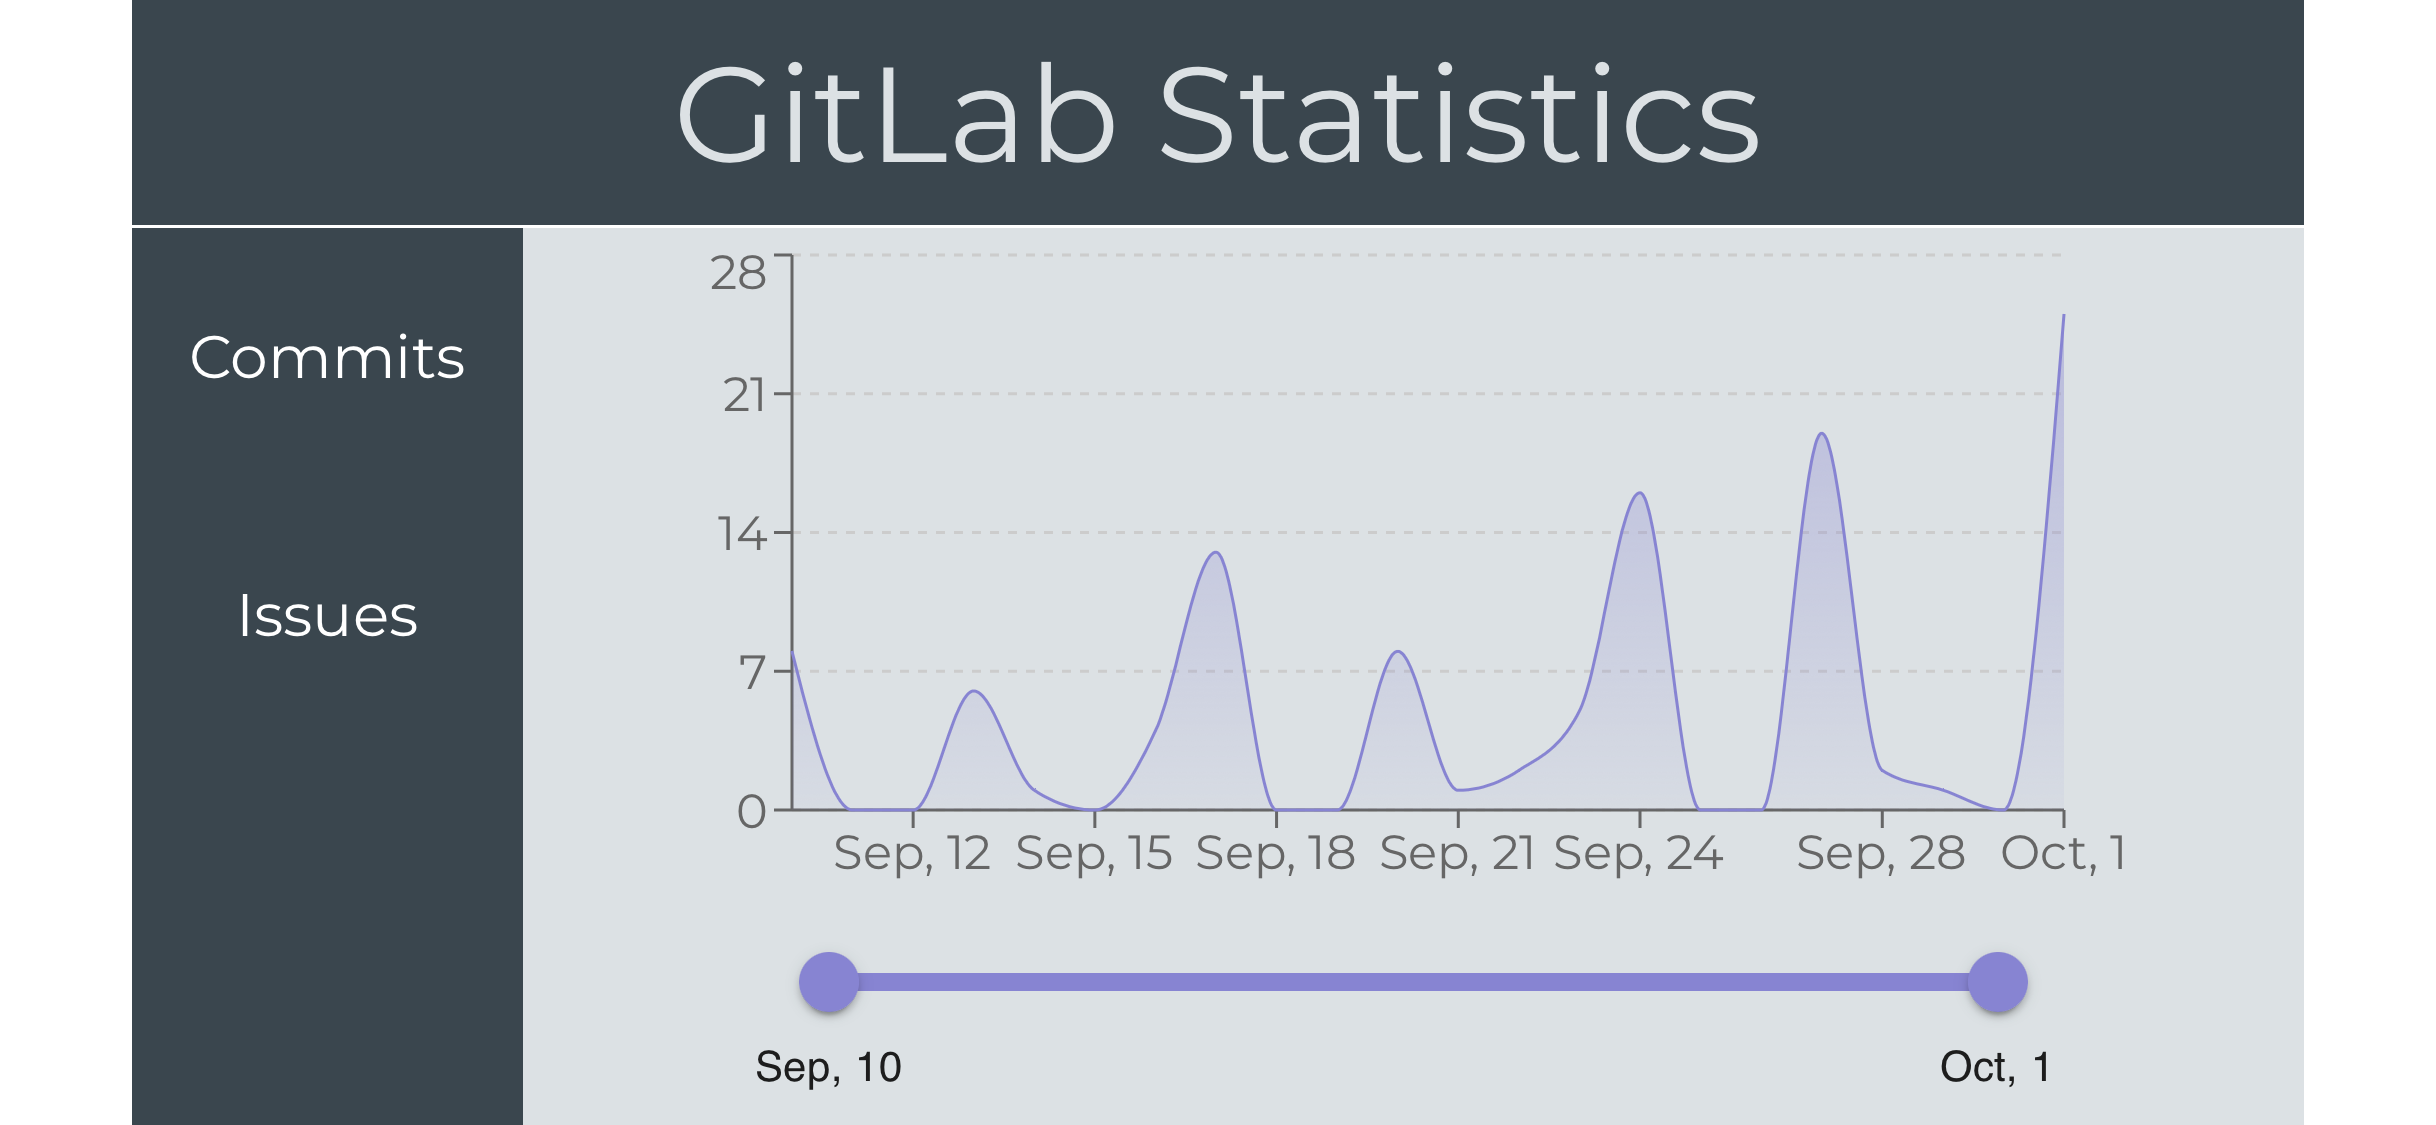 GitLab Statistics
Commits
Issues
28
21
14
7
0
Sep, 12 Sep, 15 Sep, 18 Sep, 21 Sep, 24 Sep, 28 Oct, 1
Sep, 10 Oct, 1